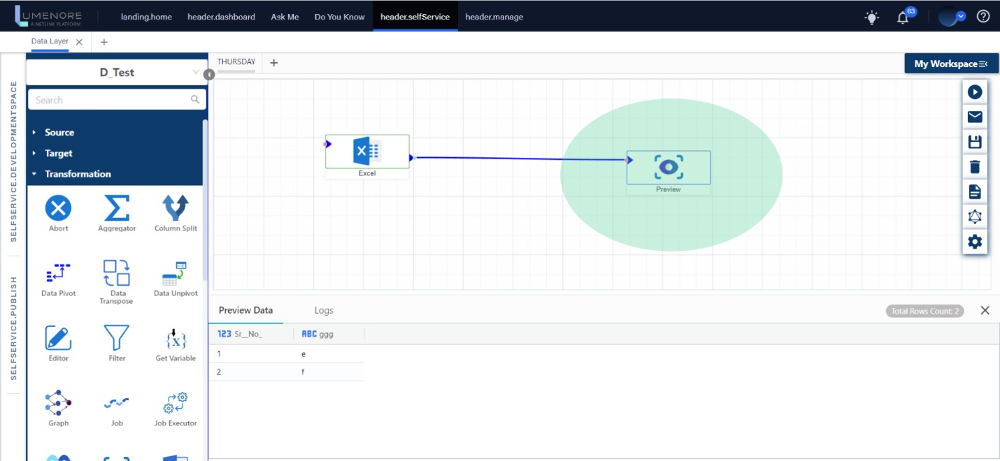 LUMENORE
A NETLINK PLATFORM
landing.home
header.dashboard
Ask Me
Do You Know
header.selfService
header.manage
63
Data Layer
SELFSERVICE.DEVELOPMENTSPACE
SELFSERVICE.PUBLISH
D_Test
Search
Source
Target
Transformation
Abort
Aggregator
Column Split
Data Pivot
Data
Transpose
Data Unpivot
Editor
Filter
{x}
Get Variable
Graph
Job
Job Executor
THURSDAY
My Workspace
X
Excel
Preview
Preview Data
Logs
Total Rows Count: 2
123 Sr__No_
ABC ggg
1 e
2 f